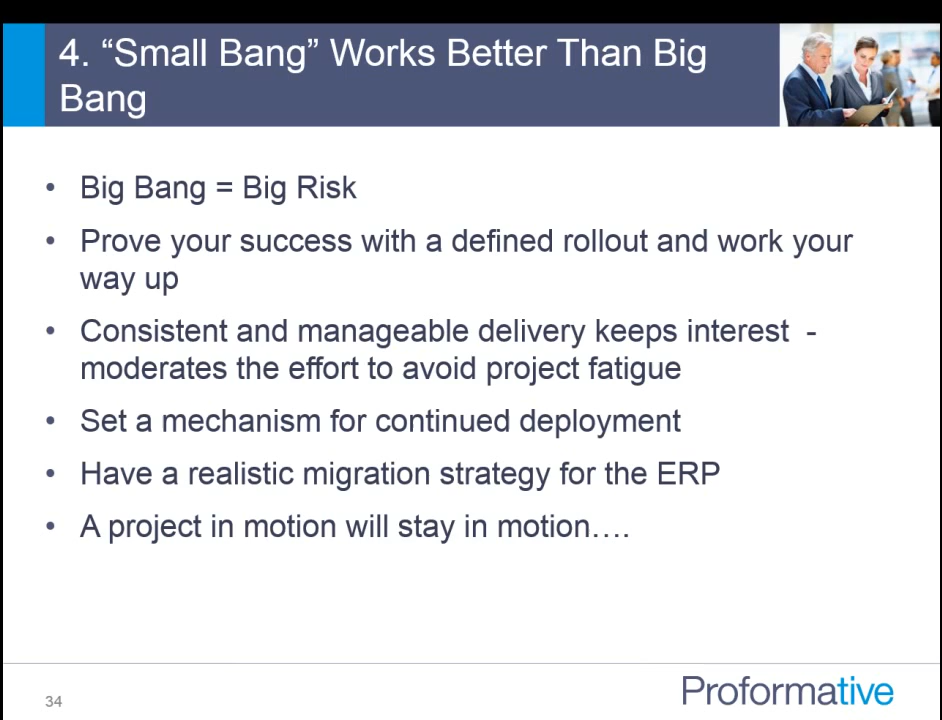 4. “Small Bang” Works Better Than Big
Bang
• Big Bang = Big Risk
• Prove your success with a defined rollout and work your
way up
• Consistent and manageable delivery keeps interest -
moderates the effort to avoid project fatigue
• Set a mechanism for continued deployment
• Have a realistic migration strategy for the ERP
• A project in motion will stay in motion….
34
Proformative